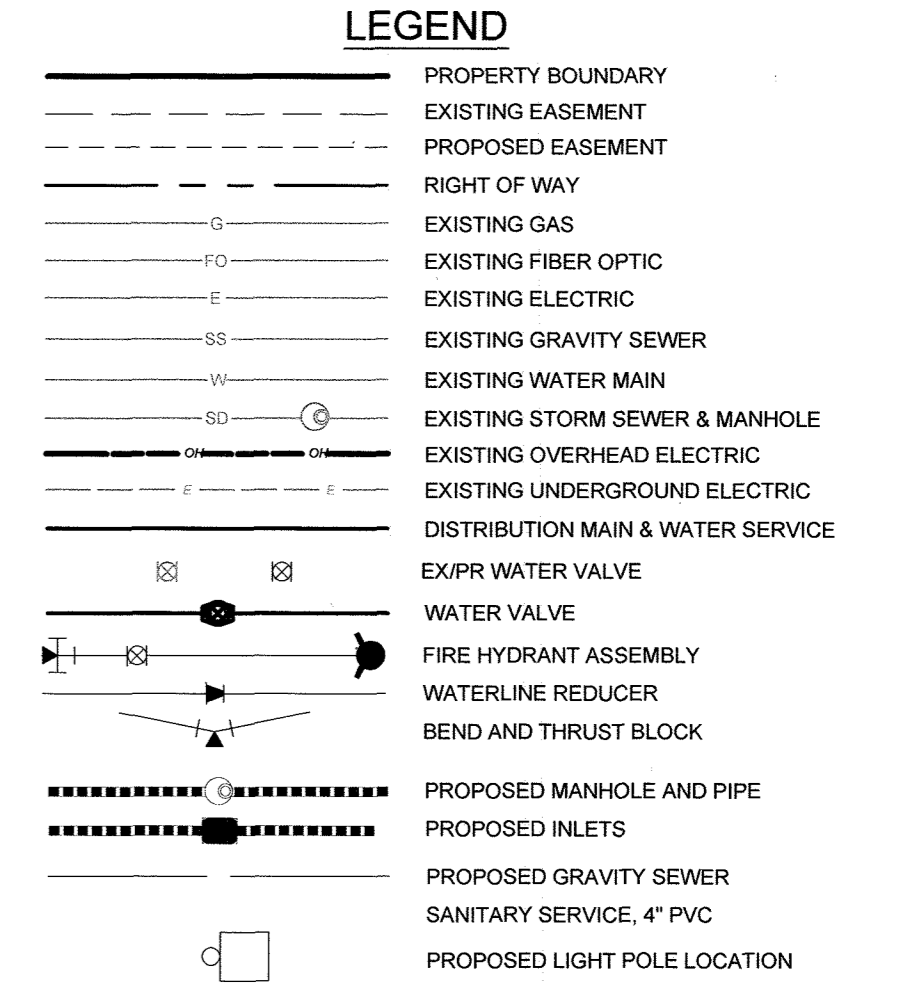 LEGEND
PROPERTY BOUNDARY
EXISTING EASEMENT
PROPOSED EASEMENT
RIGHT OF WAY
G EXISTING GAS
FO EXISTING FIBER OPTIC
E EXISTING ELECTRIC
SS EXISTING GRAVITY SEWER
W EXISTING WATER MAIN
SD EXISTING STORM SEWER & MANHOLE
OH OH EXISTING OVERHEAD ELECTRIC
E E EXISTING UNDERGROUND ELECTRIC
DISTRIBUTION MAIN & WATER SERVICE
EX/PR WATER VALVE
WATER VALVE
FIRE HYDRANT ASSEMBLY
WATERLINE REDUCER
BEND AND THRUST BLOCK
PROPOSED MANHOLE AND PIPE
PROPOSED INLETS
PROPOSED GRAVITY SEWER
SANITARY SERVICE, 4" PVC
PROPOSED LIGHT POLE LOCATION